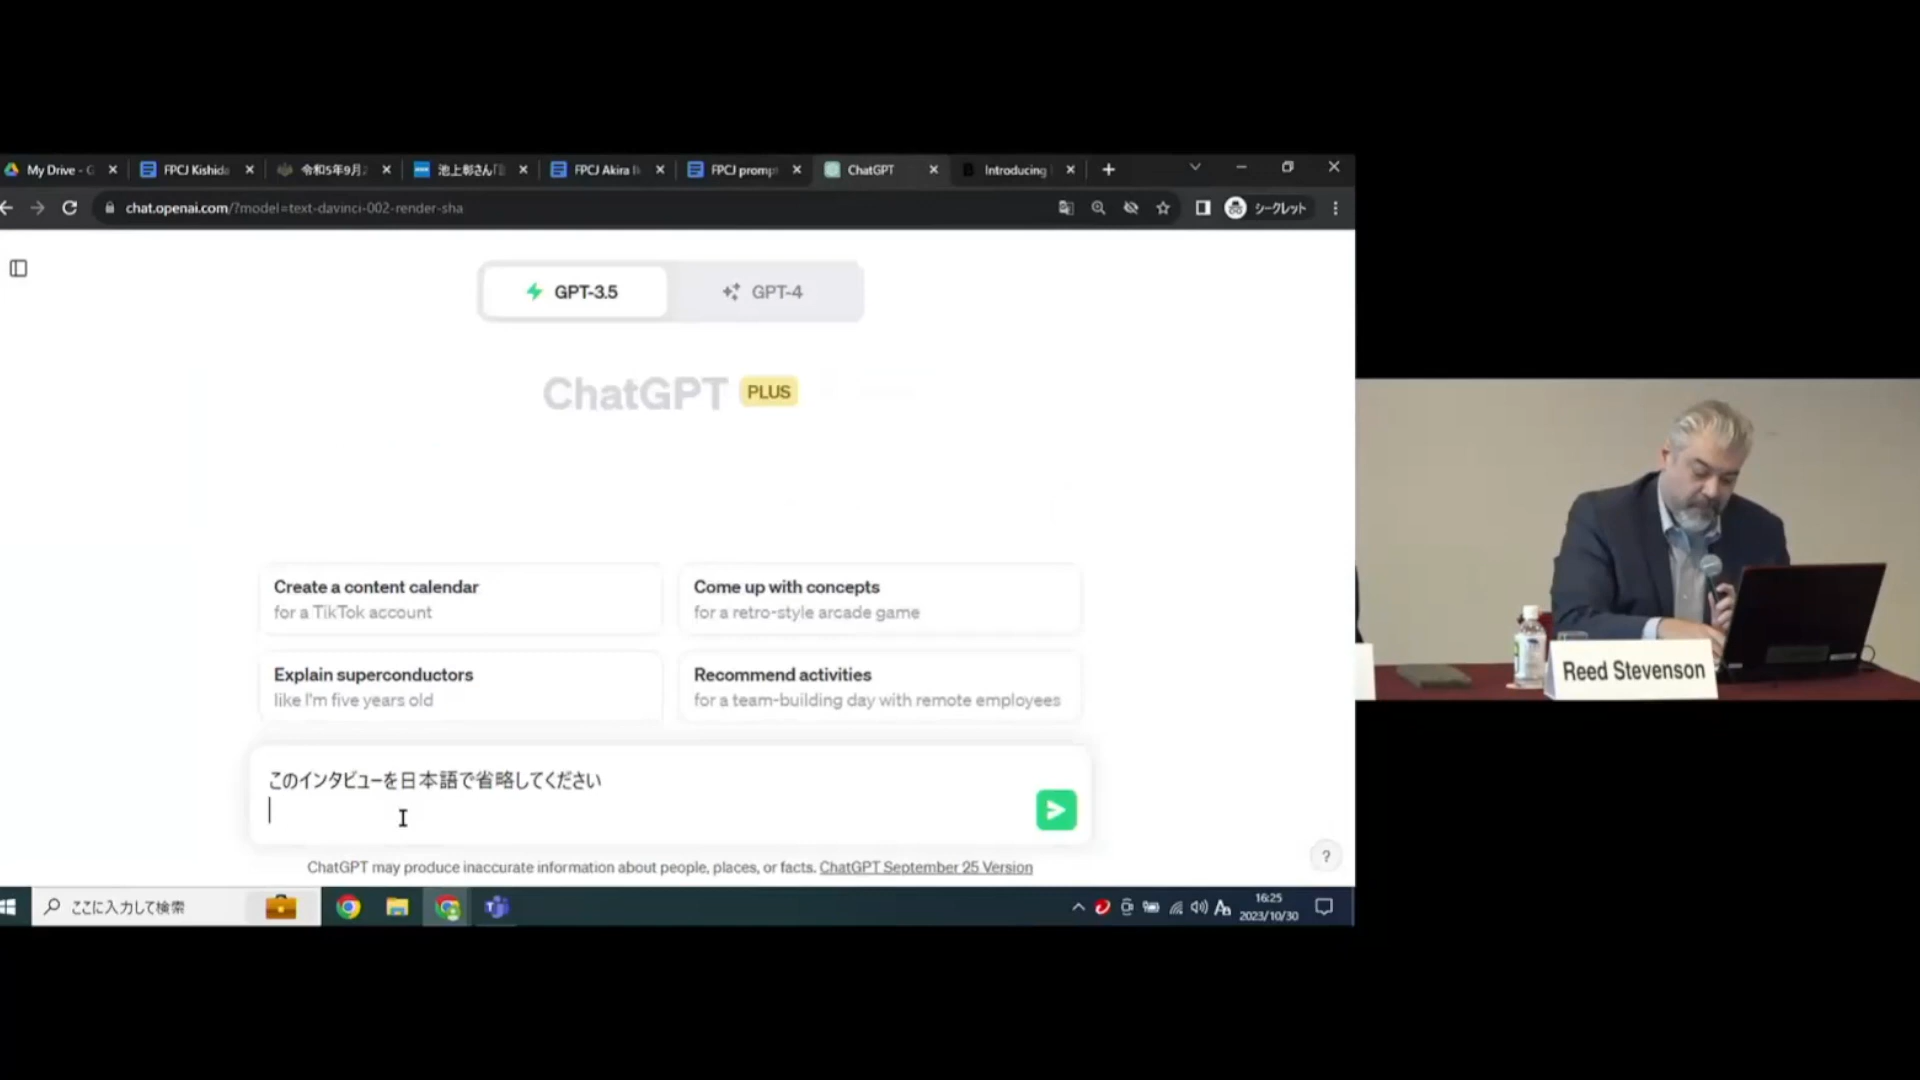 My Drive - G
FPCJ Kishida
令和5年9月
池上彰さん「
FPCJ Akira I
FPCJ promp
ChatGPT
Introducing
chat.openai.com/?model=text-davinci-002-render-sha
シークレット
GPT-3.5
GPT-4
ChatGPT PLUS
Create a content calendar
for a TikTok account
Come up with concepts
for a retro-style arcade game
Explain superconductors
like I'm five years old
Recommend activities
for a team-building day with remote employees
このインタビューを日本語で省略してください
ChatGPT may produce inaccurate information about people, places, or facts. ChatGPT September 25 Version
?
ここに入力して検索
16:25
2023/10/30
Reed Stevenson